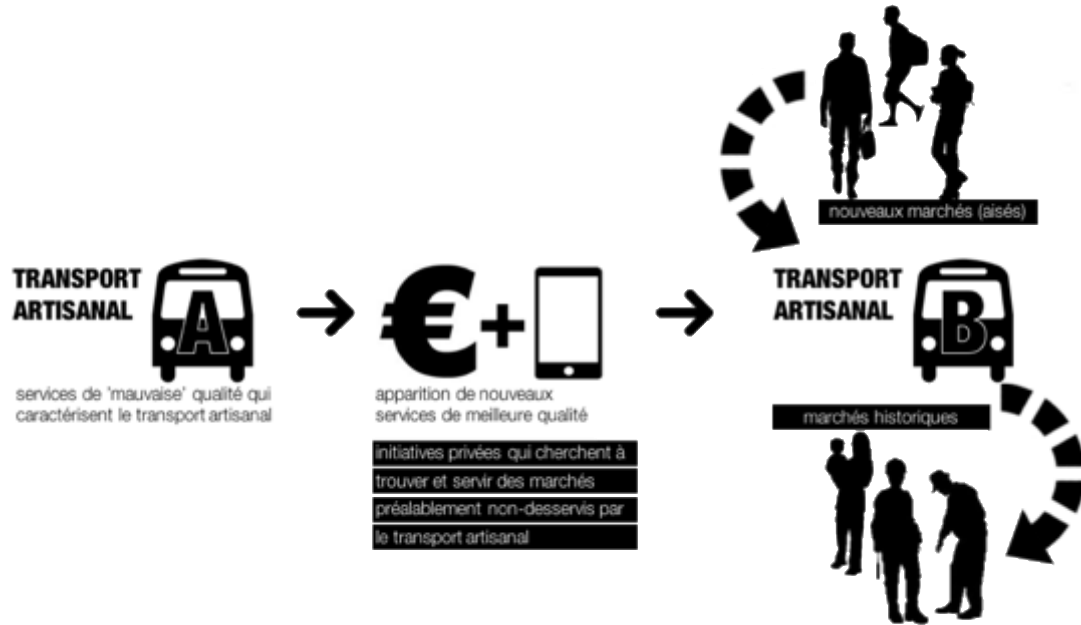 TRANSPORT
ARTISANAL
A
services de 'mauvaise' qualité qui
caractérisent le transport artisanal
€+
apparition de nouveaux
services de meilleure qualité
initiatives privées qui cherchent à
trouver et servir des marchés
préalablement non-desservis par
le transport artisanal
nouveaux marchés (aisés)
TRANSPORT
ARTISANAL
B
marchés historiques